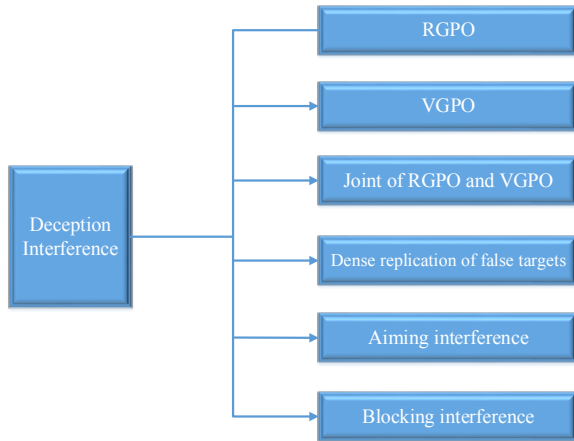 RGPO
VGPO
Joint of RGPO and VGPO
Deception
Interference
Dense replication of false targets
Aiming interference
Blocking interference